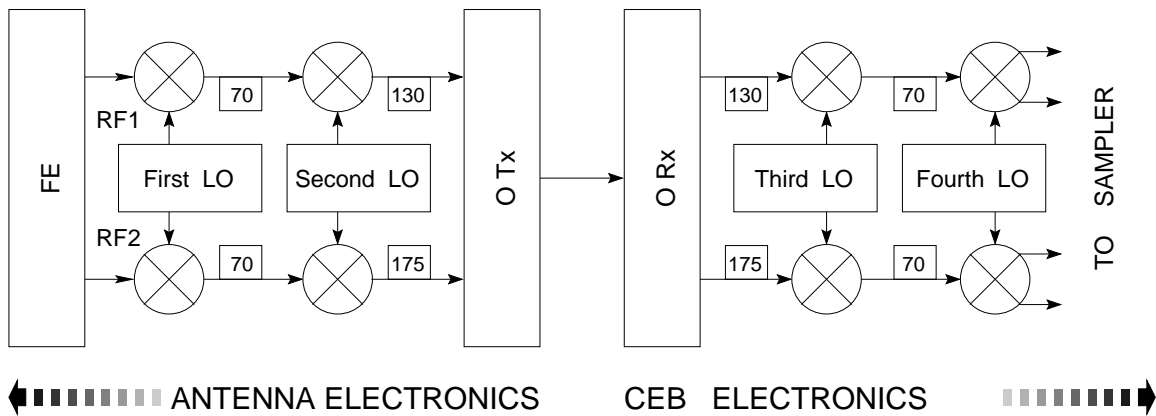 FE
RF1
RF2
First LO
70
70
Second LO
130
175
O Tx
O Rx
130
175
Third LO
70
70
Fourth LO
TO SAMPLER
ANTENNA ELECTRONICS
CEB ELECTRONICS